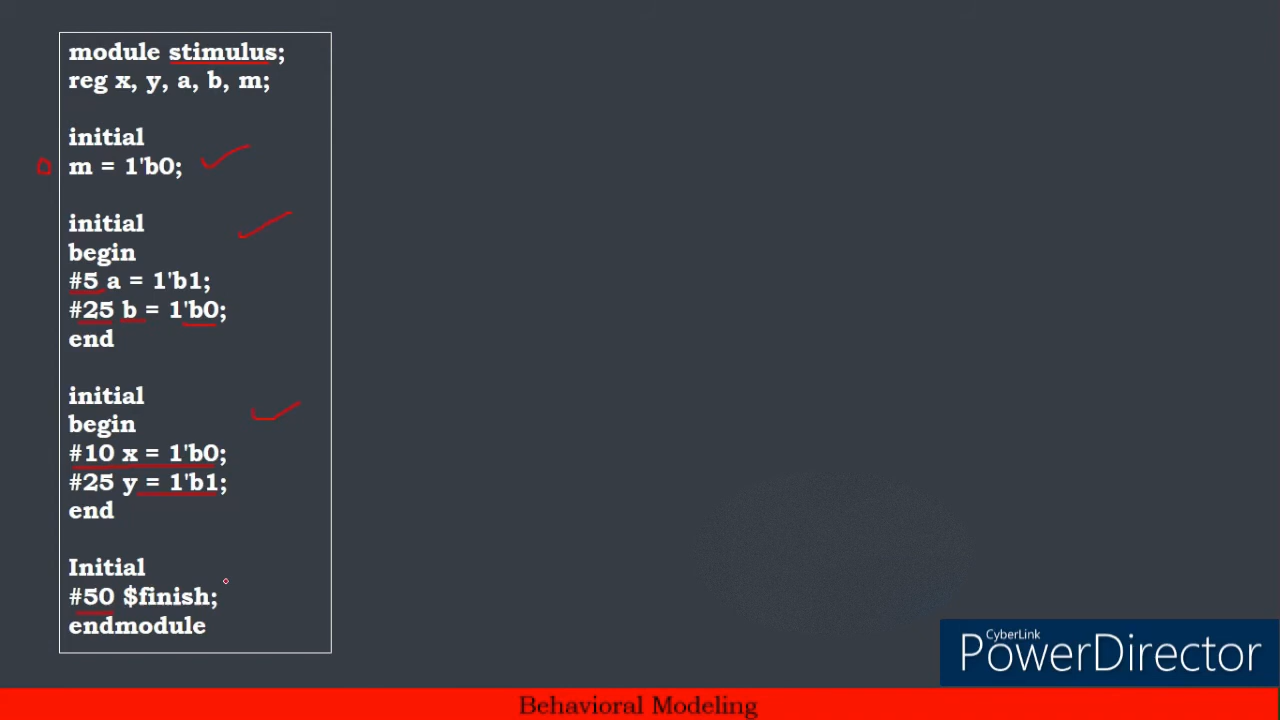 module stimulus;
reg x, y, a, b, m;
initial
m = 1'b0;
initial
begin
#5 a = 1'b1;
#25 b = 1'b0;
end
initial
begin
#10 x = 1'b0;
#25 y = 1'b1;
end
Initial
#50 $finish;
endmodule
CyberLink
PowerDirector
Behavioral Modeling